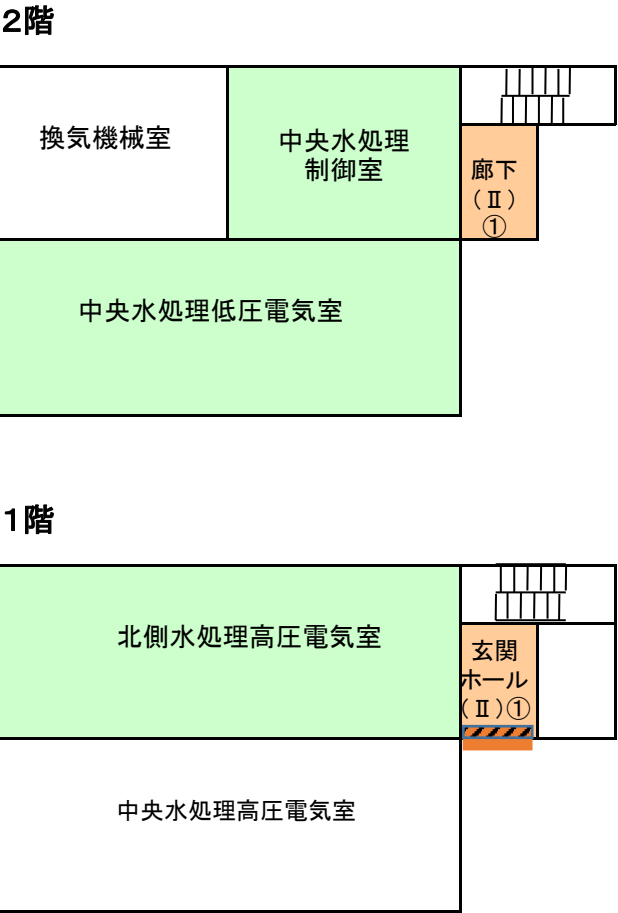 2階
換気機械室
中央水処理
制御室
廊下
(Ⅱ)
①
中央水処理低圧電気室
1階
北側水処理高圧電気室
玄関
ホール
(Ⅱ)①
中央水処理高圧電気室